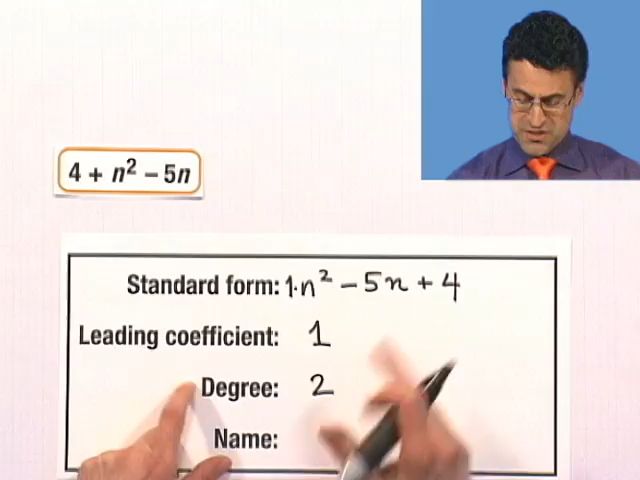 4 + n² – 5n
Standard form: 1·n² – 5n + 4
Leading coefficient: 1
Degree: 2
Name: